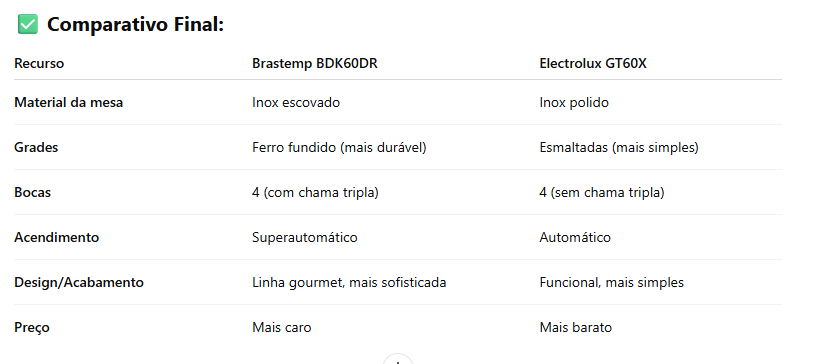 ✅ Comparativo Final:
Recurso Brastemp BDK60DR Electrolux GT60X
Material da mesa Inox escovado Inox polido
Grades Ferro fundido (mais durável) Esmaltadas (mais simples)
Bocas 4 (com chama tripla) 4 (sem chama tripla)
Acendimento Superautomático Automático
Design/Acabamento Linha gourmet, mais sofisticada Funcional, mais simples
Preço Mais caro Mais barato